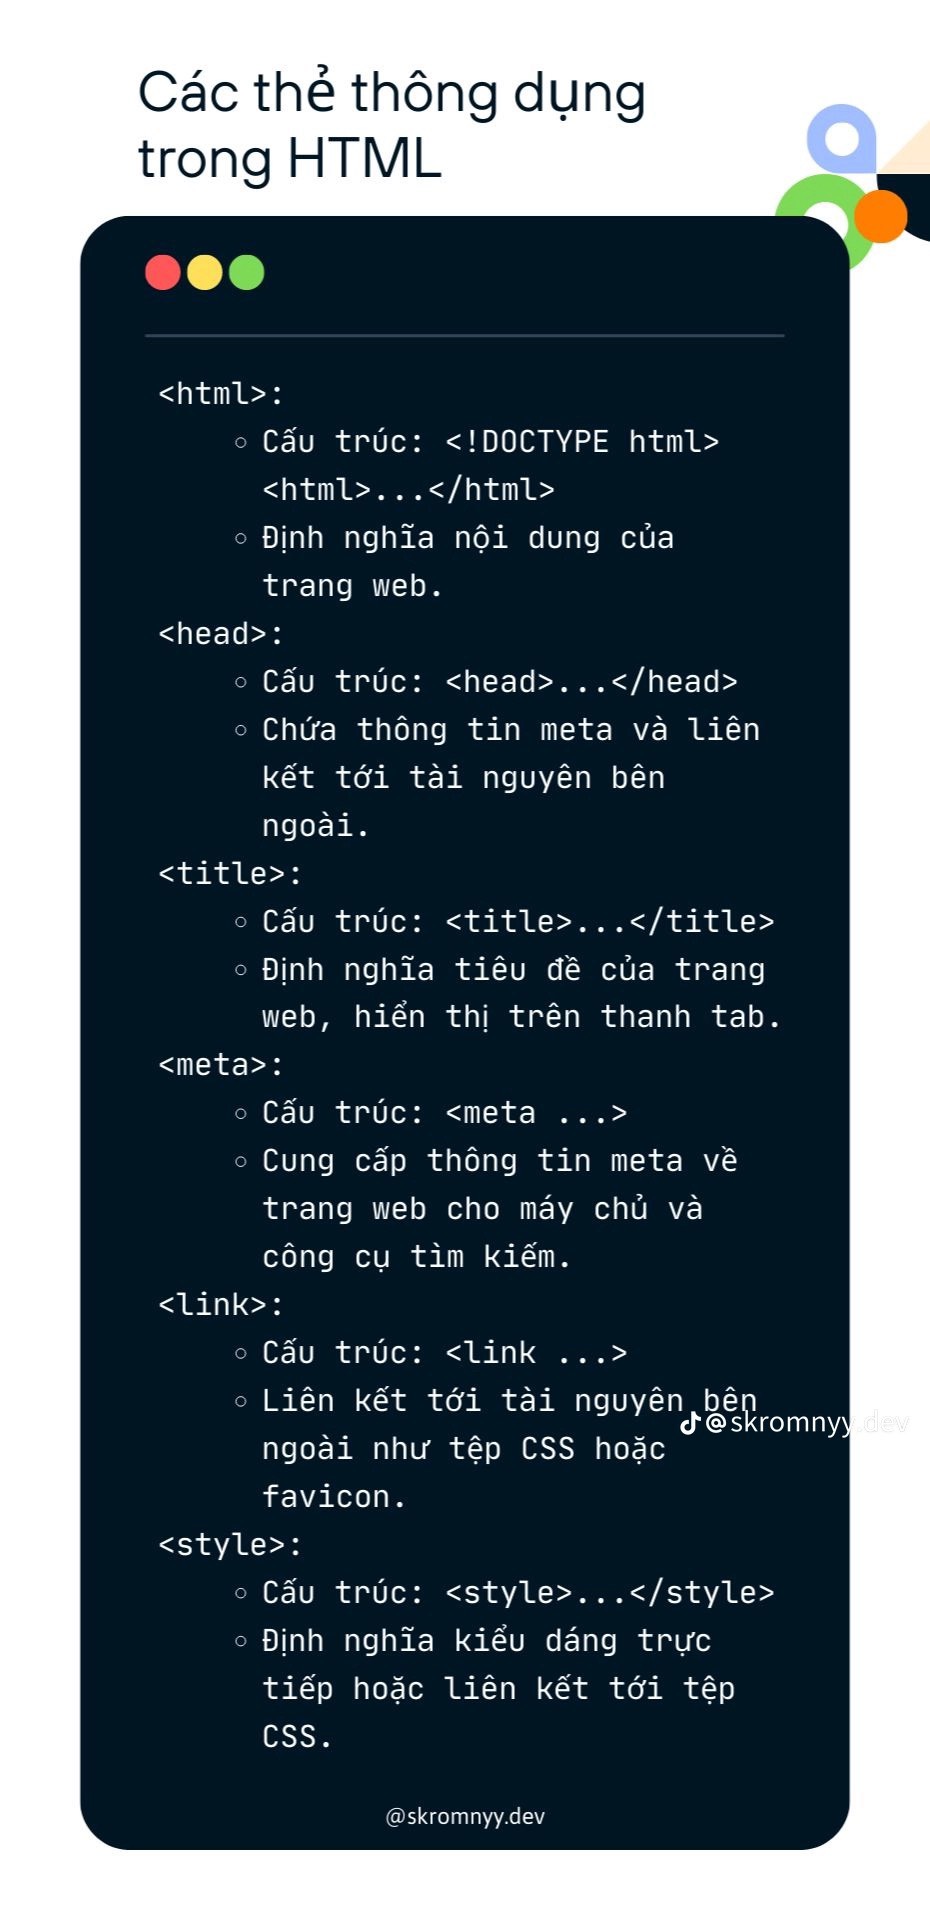 Các thẻ thông dụng
trong HTML
<html>:
◦ Cấu trúc: <!DOCTYPE html>
<html>...</html>
◦ Định nghĩa nội dung của
trang web.
<head>:
◦ Cấu trúc: <head>...</head>
◦ Chứa thông tin meta và liên
kết tới tài nguyên bên
ngoài.
<title>:
◦ Cấu trúc: <title>...</title>
◦ Định nghĩa tiêu đề của trang
web, hiển thị trên thanh tab.
<meta>:
◦ Cấu trúc: <meta ...>
◦ Cung cấp thông tin meta về
trang web cho máy chủ và
công cụ tìm kiếm.
<link>:
◦ Cấu trúc: <link ...>
◦ Liên kết tới tài nguyên bên
@skromnyy.dev
ngoài như tệp CSS hoặc
favicon.
<style>:
◦ Cấu trúc: <style>...</style>
◦ Định nghĩa kiểu dáng trực
tiếp hoặc liên kết tới tệp
CSS.
@skromnyy.dev